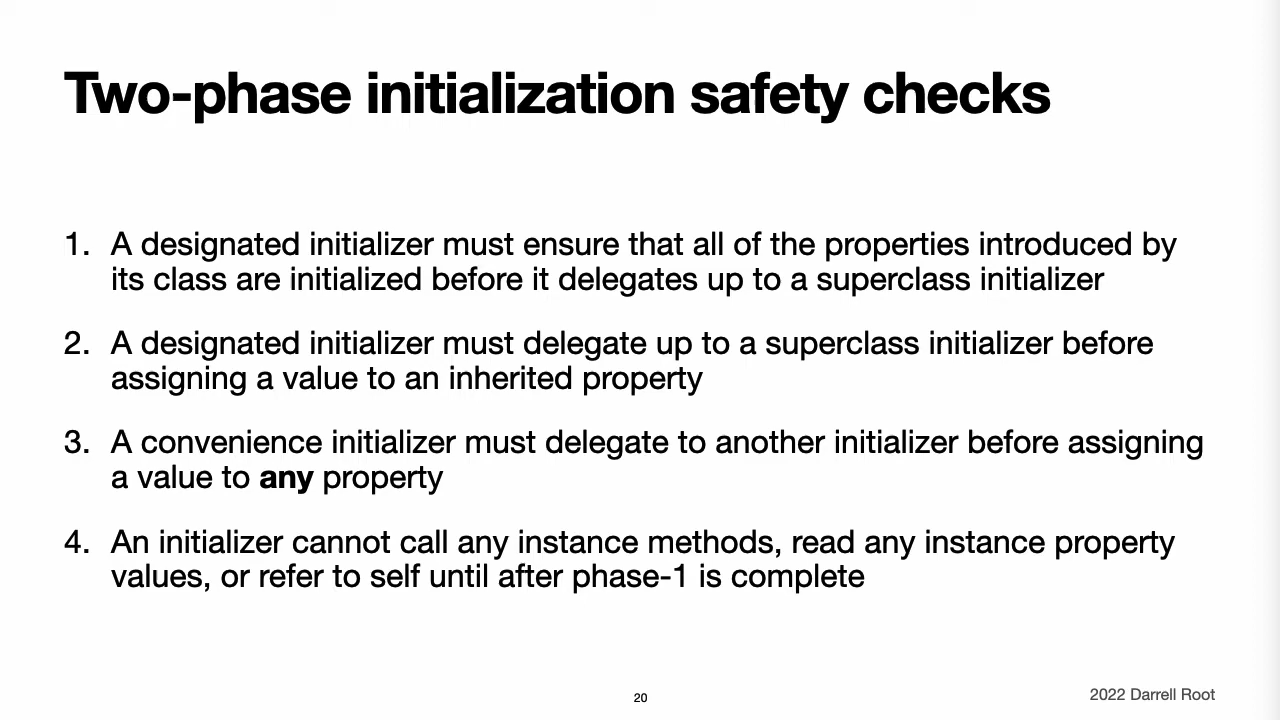 Two-phase initialization safety checks
1. A designated initializer must ensure that all of the properties introduced by
its class are initialized before it delegates up to a superclass initializer
2. A designated initializer must delegate up to a superclass initializer before
assigning a value to an inherited property
3. A convenience initializer must delegate to another initializer before assigning
a value to any property
4. An initializer cannot call any instance methods, read any instance property
values, or refer to self until after phase-1 is complete
20
2022 Darrell Root